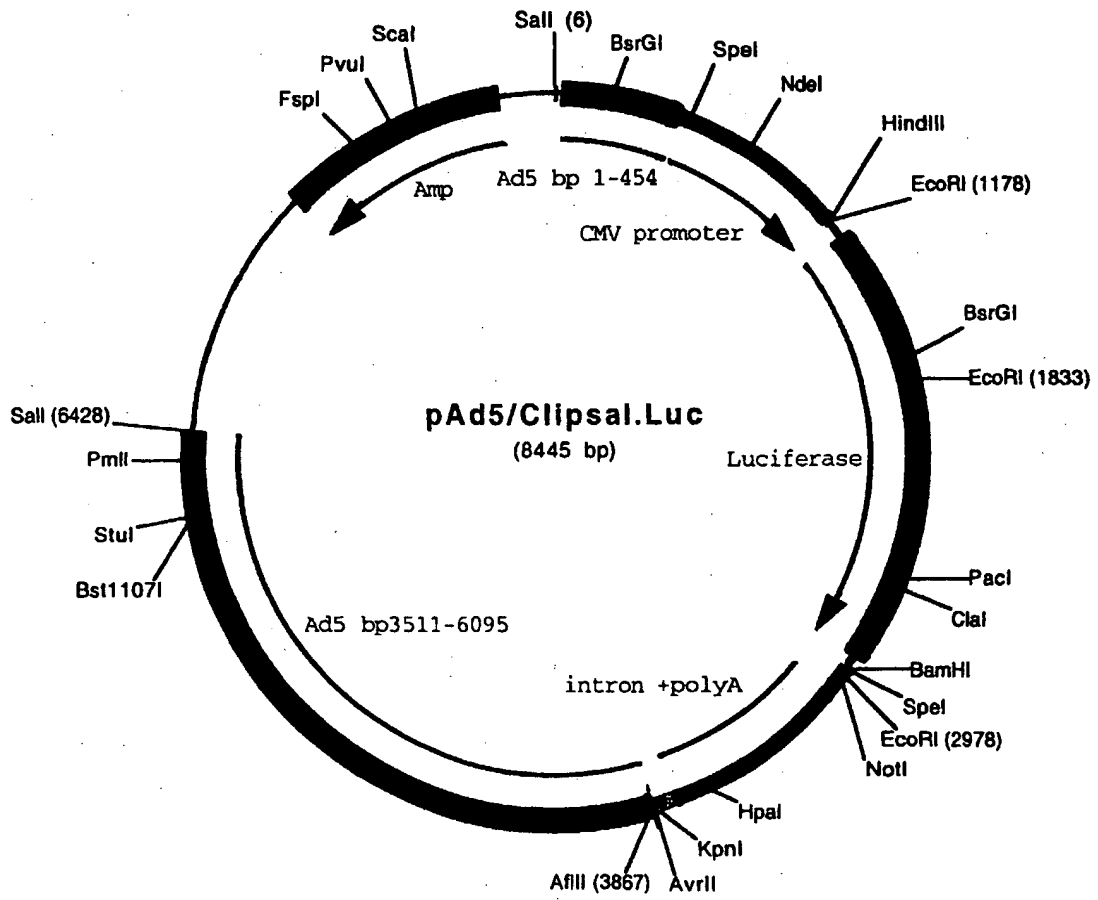 SalI (6)
ScaI
BsrGI
SpeI
PvuI
NdeI
FspI
HindIII
Amp
Ad5 bp 1-454
EcoRI (1178)
CMV promoter
BsrGI
EcoRI (1833)
SalI (6428)
pAd5/Clipsal.Luc
(8445 bp)
PmlI
Luciferase
StuI
Bst1107I
PacI
ClaI
Ad5 bp3511-6095
BamHI
intron +polyA
SpeI
EcoRI (2978)
NotI
HpaI
KpnI
AflII (3867)
AvrII